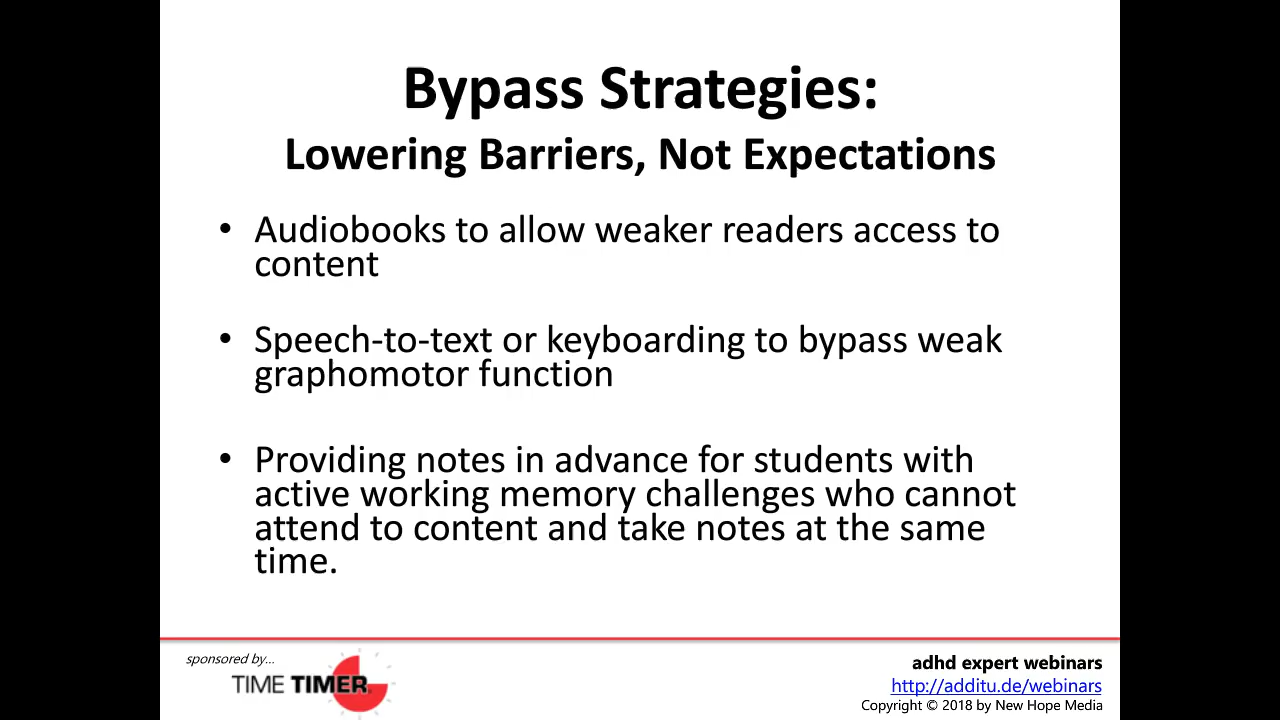 Bypass Strategies:
Lowering Barriers, Not Expectations
• Audiobooks to allow weaker readers access to
content
• Speech-to-text or keyboarding to bypass weak
graphomotor function
• Providing notes in advance for students with
active working memory challenges who cannot
attend to content and take notes at the same
time.
sponsored by...
TIME TIMER
adhd expert webinars
http://additu.de/webinars
Copyright © 2018 by New Hope Media